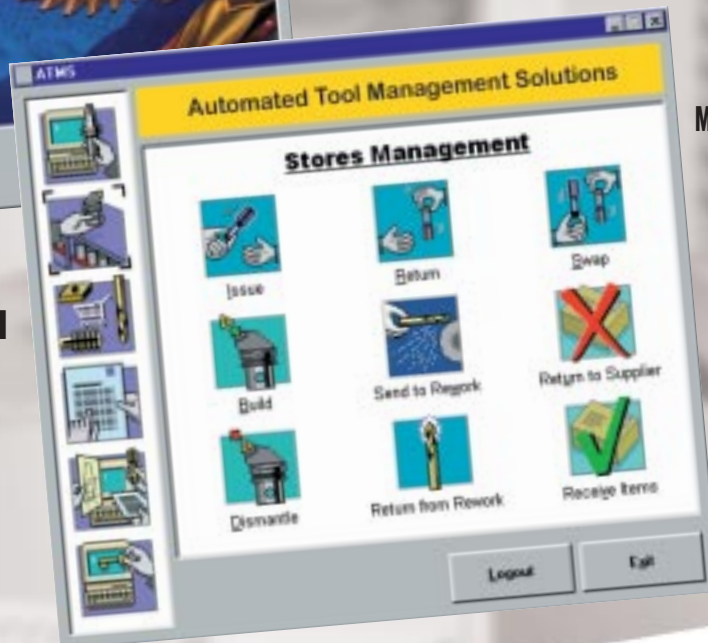 ATMS
Automated Tool Management Solutions
Stores Management
Issue
Return
Swap
Build
Send to Rework
Return to Supplier
Dismantle
Return from Rework
Receive Items
Logout
Exit